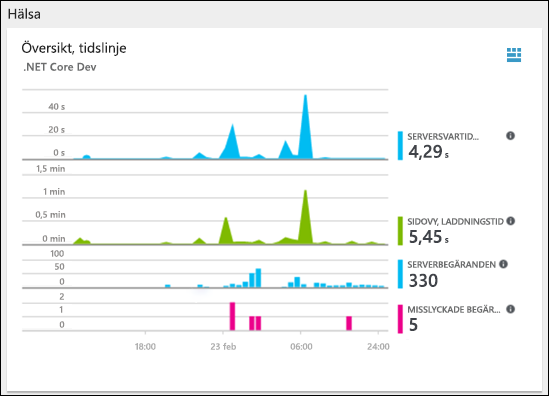 Hälsa
Översikt, tidslinje
.NET Core Dev
40 s
20 s
0 s
SERVERSVARTID...
4,29 s
1,5 min
1 min
0,5 min
0 min
SIDOVY, LADDNINGSTID
5,45 s
100
50
0
SERVERBEGÄRANDEN
330
2
1
0
MISSLYCKADE BEGÄR...
5
18:00 23 feb 06:00 24:00